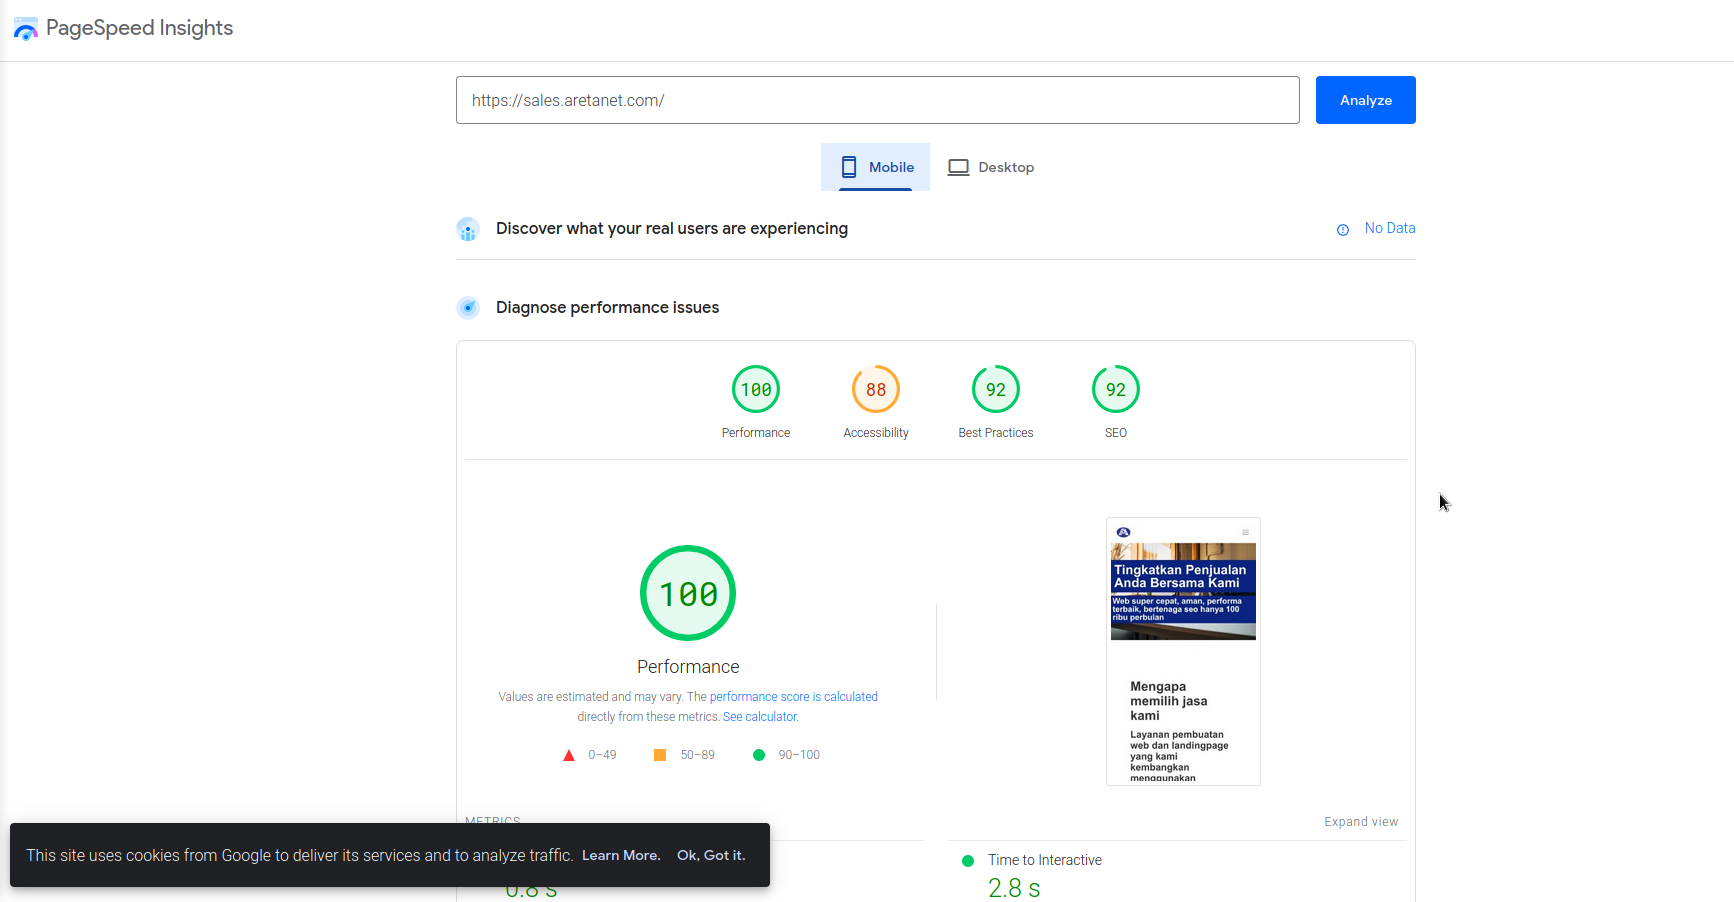 PageSpeed Insights
https://sales.aretanet.com/
Analyze
Mobile
Desktop
Discover what your real users are experiencing
No Data
Diagnose performance issues
100
88
92
92
Performance
Accessibility
Best Practices
SEO
100
Performance
Values are estimated and may vary. The performance score is calculated
directly from these metrics. See calculator.
0–49
50–89
90–100
Tingkatkan Penjualan
Anda Bersama Kami
Web super cepat, aman, performa
terbaik, bertenaga seo hanya 100
ribu perbulan
Mengapa
memilih jasa
kami
Layanan pembuatan
web dan landingpage
yang kami
kembangkan
menggunakan
METRICS
Expand view
This site uses cookies from Google to deliver its services and to analyze traffic. Learn More. Ok, Got it.
0.8 s
Time to Interactive
2.8 s